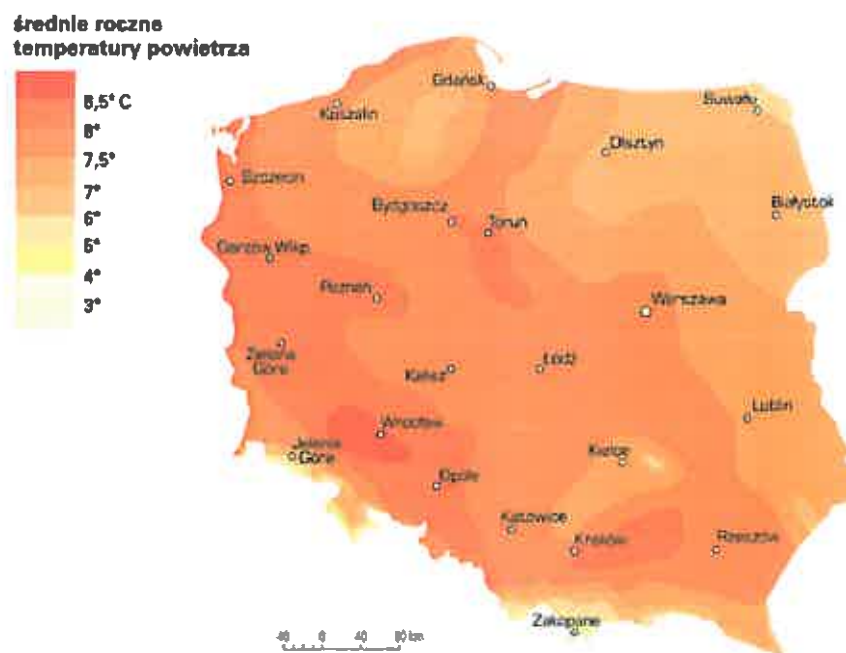 średnie roczne
temperatury powietrza
8,5° C
8°
7,5°
7°
6°
5°
4°
3°
Gdańsk
Koszalin
Suwałki
Olsztyn
Szczecin
Białystok
Bydgoszcz
Toruń
Gorzów Wlkp.
Poznań
Warszawa
Zielona
Góra
Kalisz
Łódź
Lublin
Wrocław
Jelenia
Góra
Kielce
Opole
Katowice
Kraków
Rzeszów
Zakopane
40 0 40 80 km